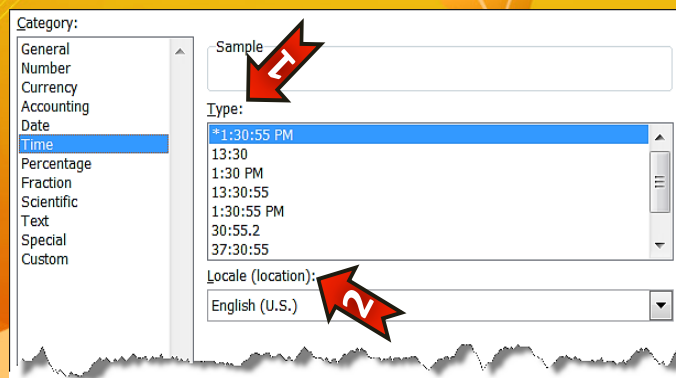 Category:
General
Number
Currency
Accounting
Date
Time
Percentage
Fraction
Scientific
Text
Special
Custom
Sample
1
Type:
*1:30:55 PM
13:30
1:30 PM
13:30:55
1:30:55 PM
30:55.2
37:30:55
Locale (location):
2
English (U.S.)